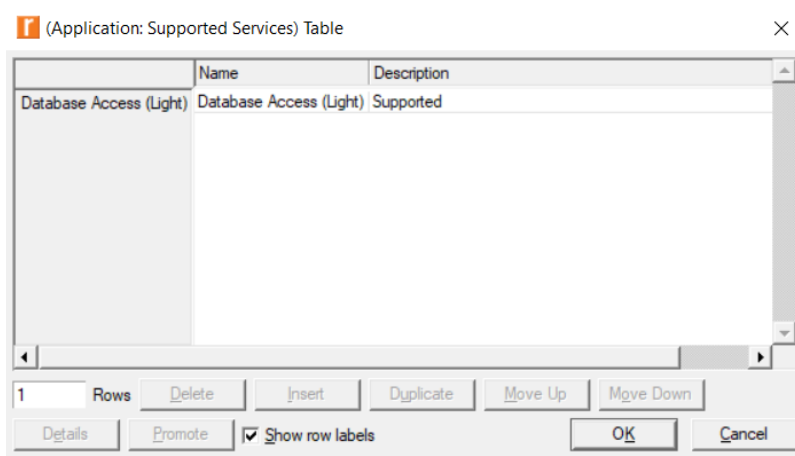 (Application: Supported Services) Table
Name Description
Database Access (Light) Database Access (Light) Supported
1 Rows Delete Insert Duplicate Move Up Move Down
Details Promote Show row labels OK Cancel